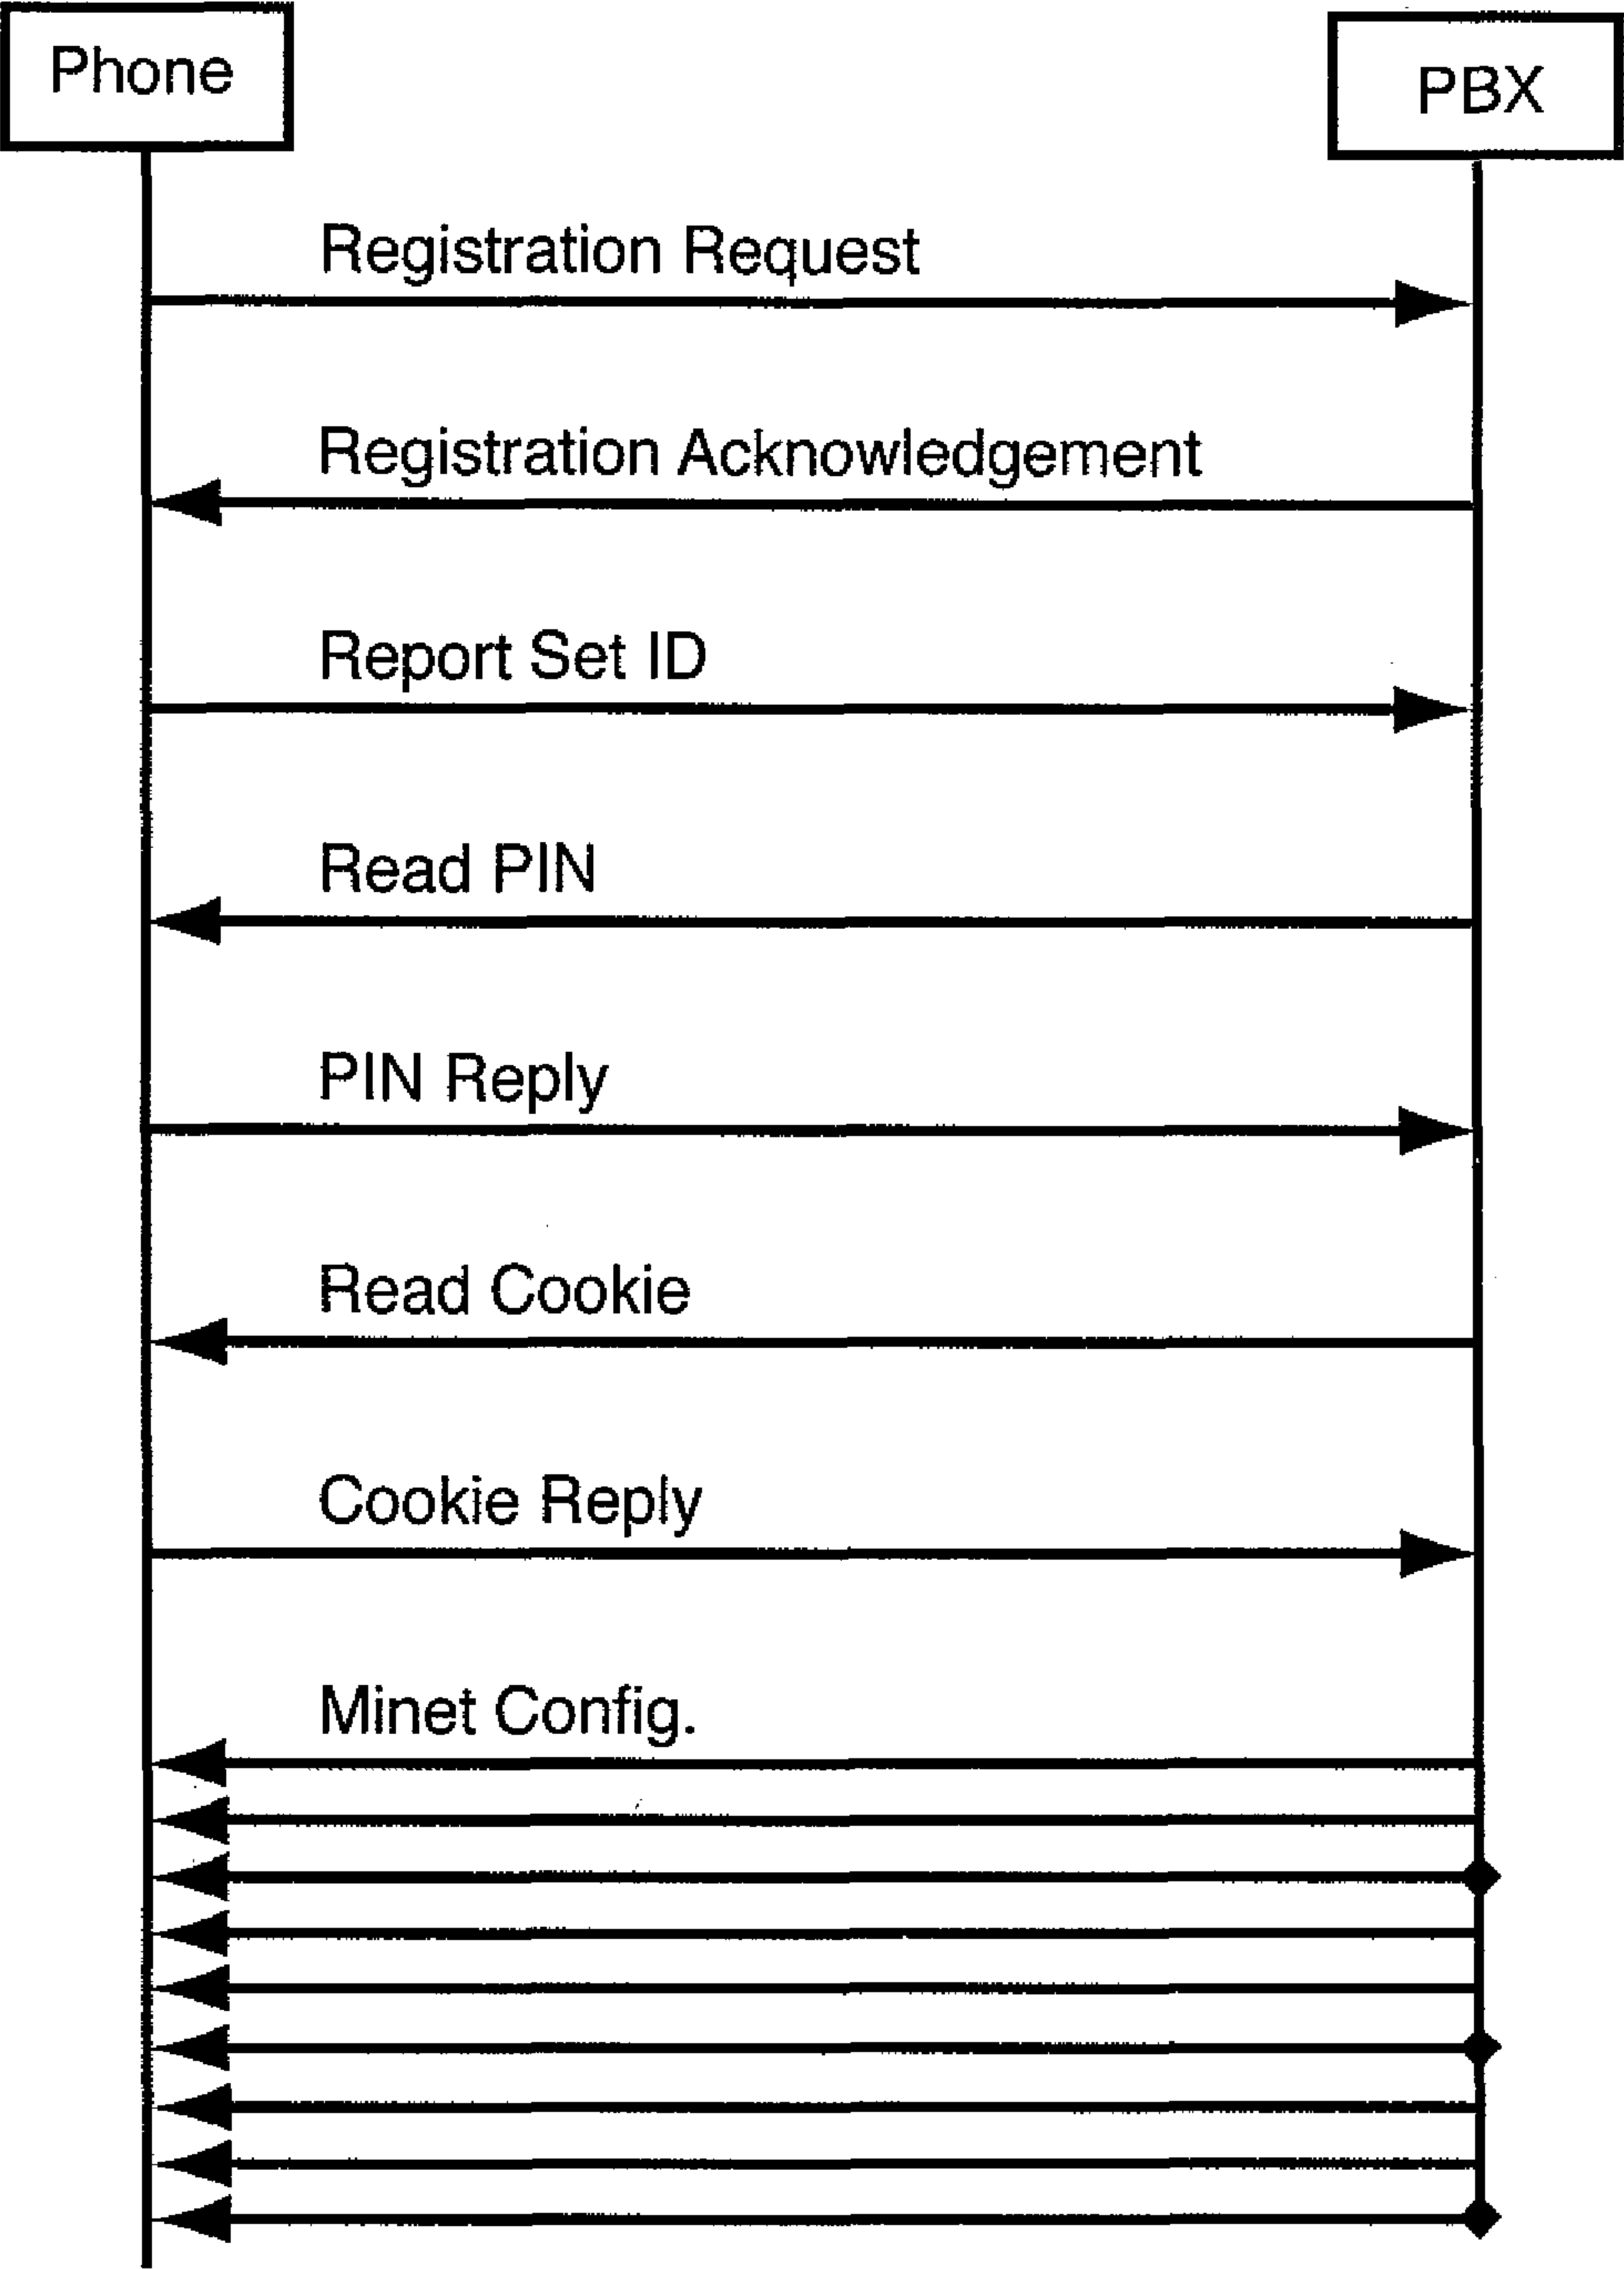 Phone
PBX
Registration Request
Registration Acknowledgement
Report Set ID
Read PIN
PIN Reply
Read Cookie
Cookie Reply
Minet Config.